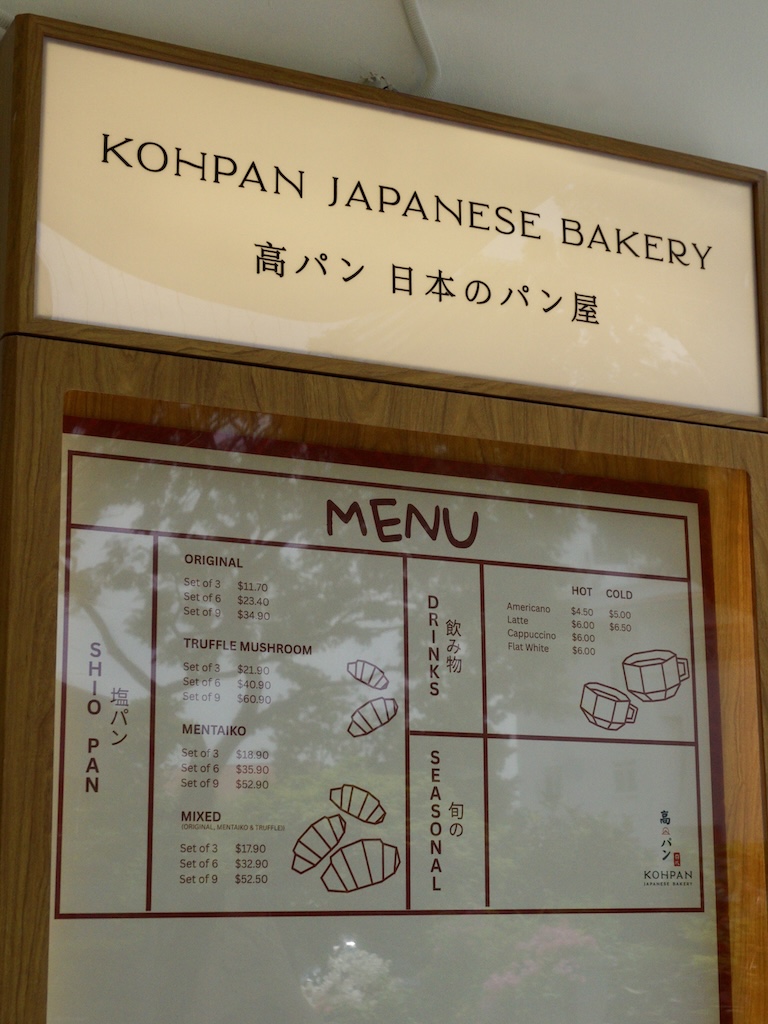 KOHPAN JAPANESE BAKERY
高パン 日本のパン屋
MENU
SHIO PAN
塩パン
ORIGINAL
Set of 3 $11.70
Set of 6 $23.40
Set of 9 $34.90
TRUFFLE MUSHROOM
Set of 3 $21.90
Set of 6 $40.90
Set of 9 $60.90
MENTAIKO
Set of 3 $18.90
Set of 6 $35.90
Set of 9 $52.90
MIXED
(ORIGINAL, MENTAIKO & TRUFFLE)
Set of 3 $17.90
Set of 6 $32.90
Set of 9 $52.50
DRINKS
飲み物
HOT COLD
Americano $4.50 $5.00
Latte $6.00 $6.50
Cappuccino $6.00
Flat White $6.00
SEASONAL
旬の
高パン
KOHPAN
JAPANESE BAKERY